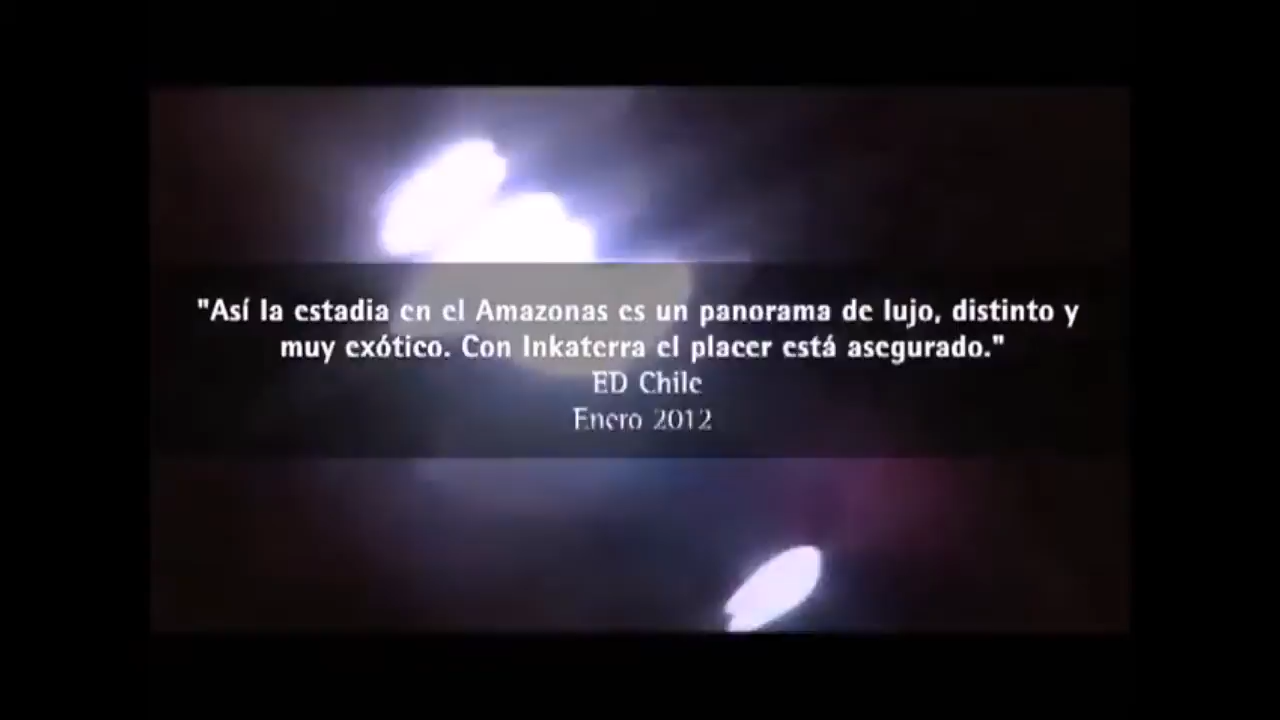 "Así la estadia en el Amazonas es un panorama de lujo, distinto y
muy exótico. Con Inkaterra el placer está asegurado."
ED Chile
Enero 2012